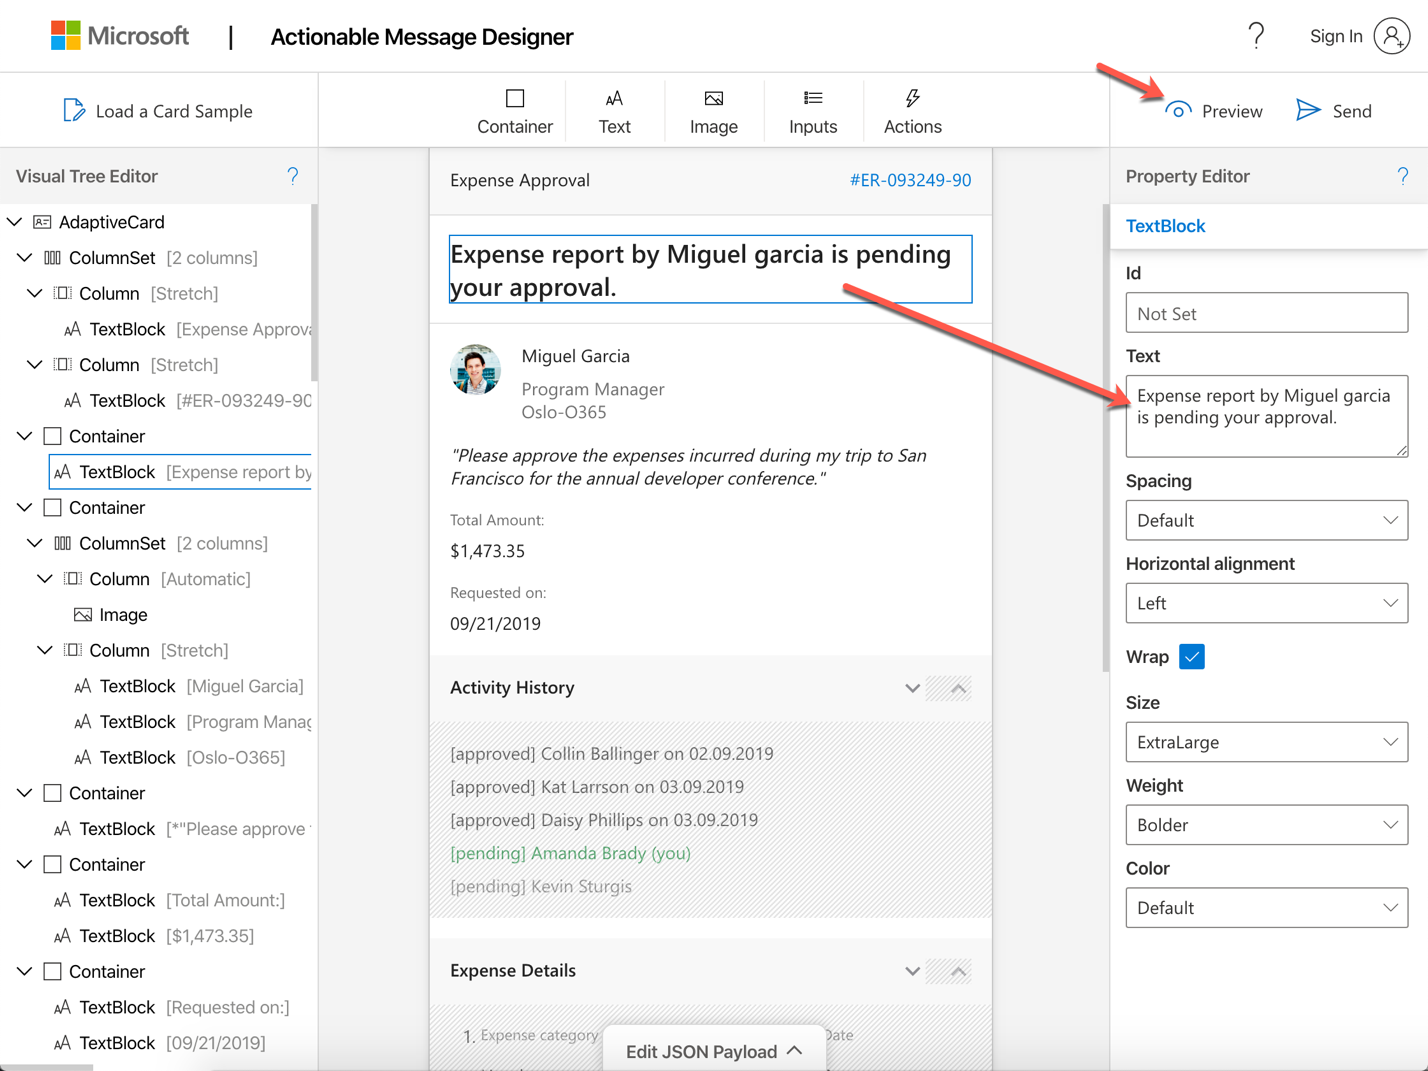 Microsoft | Actionable Message Designer ? Sign In
Load a Card Sample
Container
Text
Image
Inputs
Actions
Preview
Send
Visual Tree Editor ?
AdaptiveCard
ColumnSet [2 columns]
Column [Stretch]
TextBlock [Expense Approva
Column [Stretch]
TextBlock [#ER-093249-90
Container
TextBlock [Expense report by
Container
ColumnSet [2 columns]
Column [Automatic]
Image
Column [Stretch]
TextBlock [Miguel Garcia]
TextBlock [Program Manag
TextBlock [Oslo-O365]
Container
TextBlock [*"Please approve
Container
TextBlock [Total Amount:]
TextBlock [$1,473.35]
Container
TextBlock [Requested on:]
TextBlock [09/21/2019]
Expense Approval #ER-093249-90
Expense report by Miguel garcia is pending
your approval.
Miguel Garcia
Program Manager
Oslo-O365
"Please approve the expenses incurred during my trip to San
Francisco for the annual developer conference."
Total Amount:
$1,473.35
Requested on:
09/21/2019
Activity History
[approved] Collin Ballinger on 02.09.2019
[approved] Kat Larrson on 03.09.2019
[approved] Daisy Phillips on 03.09.2019
[pending] Amanda Brady (you)
[pending] Kevin Sturgis
Expense Details
1. Expense category Date
Edit JSON Payload
Property Editor ?
TextBlock
Id
Not Set
Text
Expense report by Miguel garcia
is pending your approval.
Spacing
Default
Horizontal alignment
Left
Wrap
Size
ExtraLarge
Weight
Bolder
Color
Default